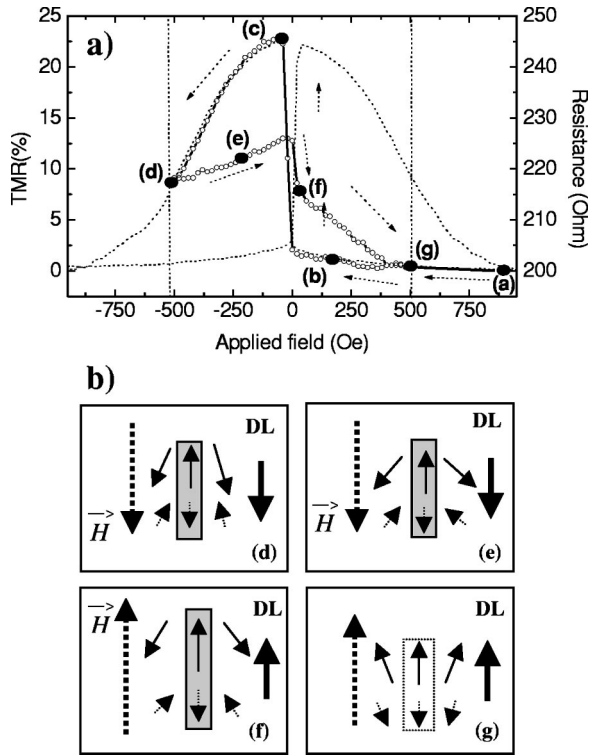 a)
25
20
15
10
5
0
TMR(%)
250
240
230
220
210
200
Resistance (Ohm)
(c)
(d)
(e)
(f)
(g)
(b)
(a)
-750 -500 -250 0 250 500 750
Applied field (Oe)
b)
DL
H
(d)
DL
H
(e)
H
DL
(f)
DL
(g)